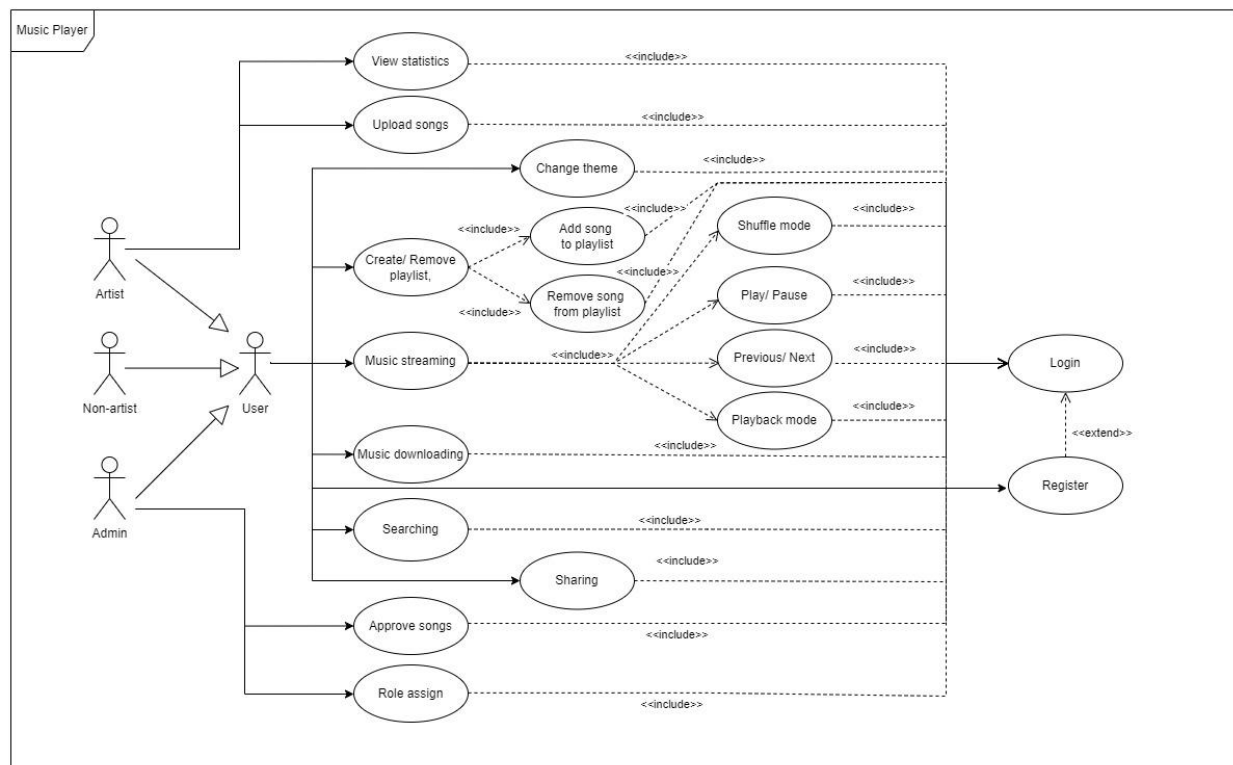 Music Player
View statistics
<<include>>
Upload songs
<<include>>
Change theme
<<include>>
<<include>>
Add song
to playlist
<<include>>
Shuffle mode
<<include>>
Artist
Create/ Remove
playlist,
<<include>>
Remove song
from playlist
<<include>>
Play/ Pause
<<include>>
Non-artist
User
Music streaming
<<include>>
Previous/ Next
<<include>>
Login
Playback mode
<<include>>
<<extend>>
Music downloading
<<include>>
Register
Admin
Searching
<<include>>
Sharing
<<include>>
Approve songs
<<include>>
Role assign
<<include>>